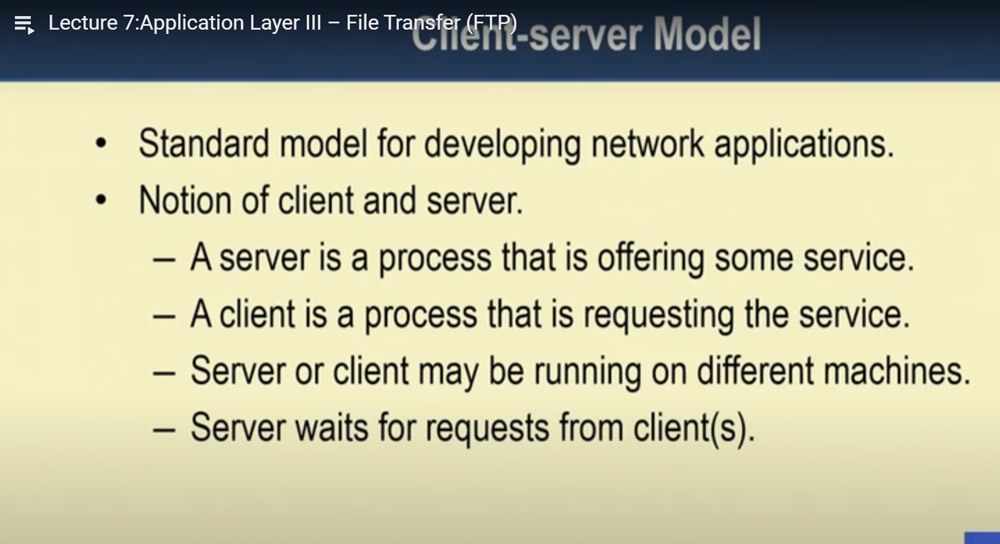 Lecture 7:Application Layer III – File Transfer (FTP)
Client-server Model
• Standard model for developing network applications.
• Notion of client and server.
– A server is a process that is offering some service.
– A client is a process that is requesting the service.
– Server or client may be running on different machines.
– Server waits for requests from client(s).